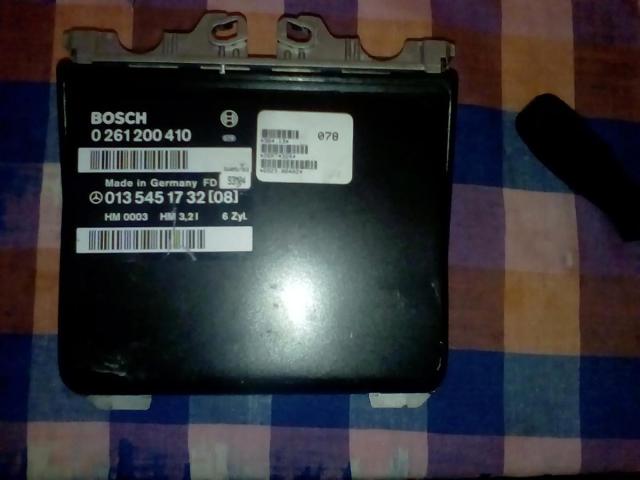 BOSCH
0 261 200 410
Made in Germany FD
93M04
013 545 17 32 [08]
HM 0003 HM 3,2 l 6 Zyl.
078